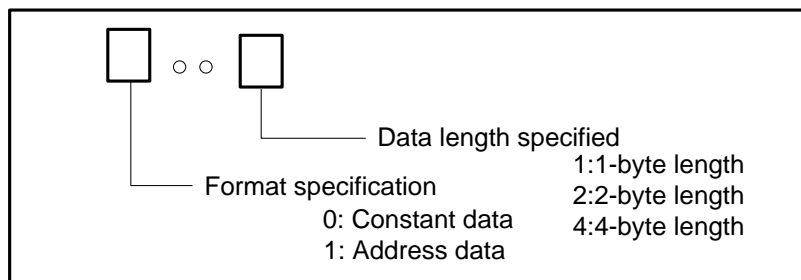 Data length specified
1:1-byte length
2:2-byte length
4:4-byte length
Format specification
0: Constant data
1: Address data